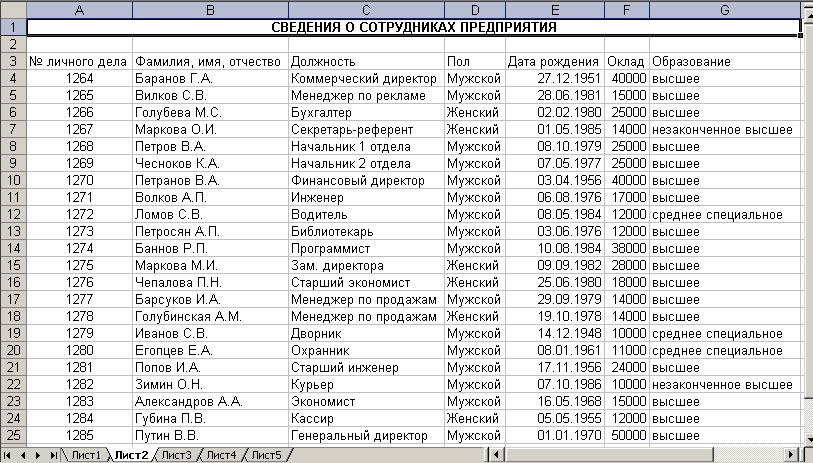 A B C D E F G
1 СВЕДЕНИЯ О СОТРУДНИКАХ ПРЕДПРИЯТИЯ
2
3 № личного дела Фамилия, имя, отчество Должность Пол Дата рождения Оклад Образование
4 1264 Баранов Г.А. Коммерческий директор Мужской 27.12.1951 40000 высшее
5 1265 Вилков С.В. Менеджер по рекламе Мужской 28.06.1981 15000 высшее
6 1266 Голубева М.С. Бухгалтер Женский 02.02.1980 25000 высшее
7 1267 Маркова О.И. Секретарь-референт Женский 01.05.1985 14000 незаконченное высшее
8 1268 Петров В.А. Начальник 1 отдела Мужской 08.10.1979 25000 высшее
9 1269 Чесноков К.А. Начальник 2 отдела Мужской 07.05.1977 25000 высшее
10 1270 Петранов В.А. Финансовый директор Мужской 03.04.1956 40000 высшее
11 1271 Волков А.П. Инженер Мужской 06.08.1976 17000 высшее
12 1272 Ломов С.В. Водитель Мужской 08.05.1984 12000 среднее специальное
13 1273 Петросян А.П. Библиотекарь Мужской 03.06.1976 12000 высшее
14 1274 Баннов Р.П. Программист Мужской 10.08.1984 38000 высшее
15 1275 Маркова М.И. Зам. директора Женский 09.09.1982 28000 высшее
16 1276 Чепалова П.Н. Старший экономист Женский 25.06.1980 18000 высшее
17 1277 Барсуков И.А. Менеджер по продажам Мужской 29.09.1979 14000 высшее
18 1278 Голубинская А.М. Менеджер по продажам Женский 19.10.1978 14000 высшее
19 1279 Иванов С.В. Дворник Мужской 14.12.1948 10000 среднее специальное
20 1280 Егопцев Е.А. Охранник Мужской 08.01.1961 11000 среднее специальное
21 1281 Попов И.А. Старший инженер Мужской 17.11.1956 24000 высшее
22 1282 Зимин О.Н. Курьер Мужской 07.10.1986 10000 незаконченное высшее
23 1283 Александров А.А. Экономист Мужской 16.05.1968 15000 высшее
24 1284 Губина П.В. Кассир Женский 05.05.1955 12000 высшее
25 1285 Путин В.В. Генеральный директор Мужской 01.01.1970 50000 высшее
Лист1 Лист2 Лист3 Лист4 Лист5